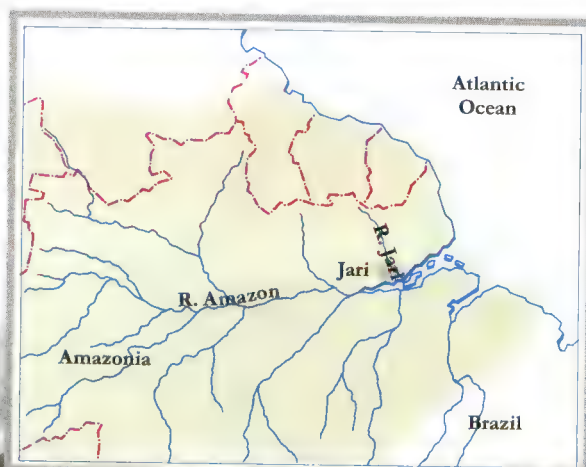 Atlantic
Ocean
R. Jari
Jari
R. Amazon
Amazonia
Brazil